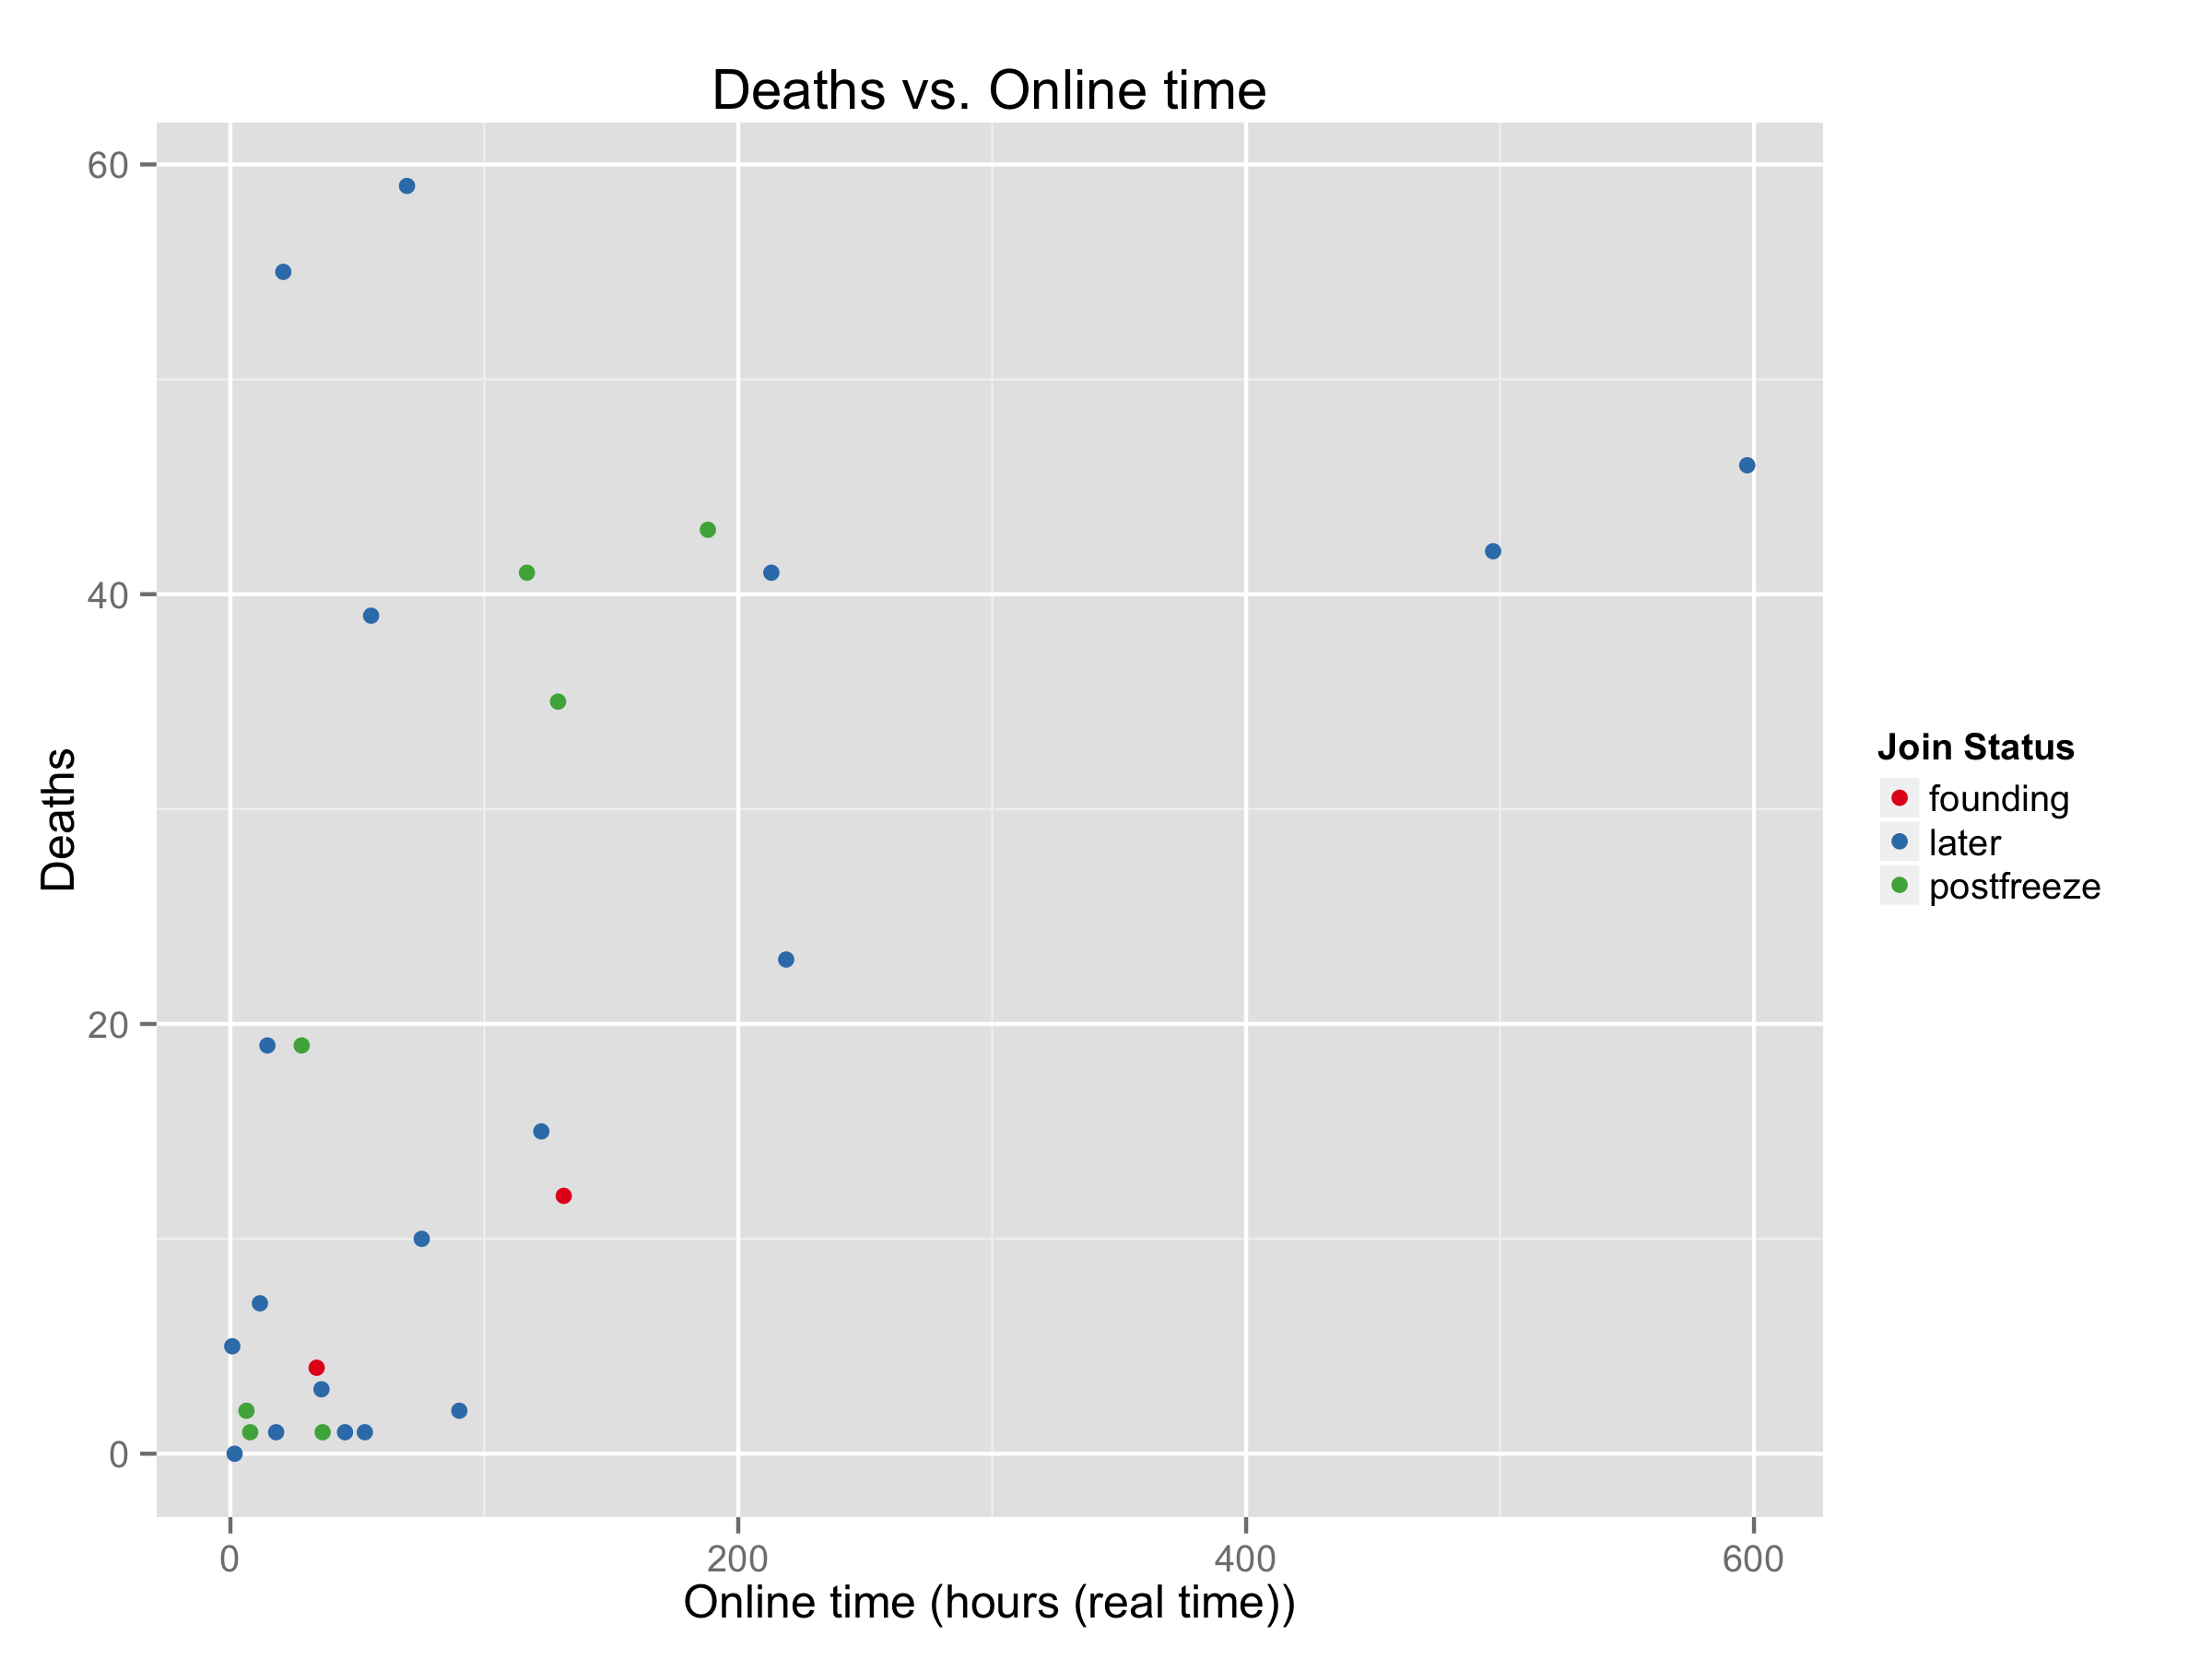 Deaths vs. Online time
60
40
20
0
Deaths
0 200 400 600
Online time (hours (real time))
Join Status
founding
later
postfreeze